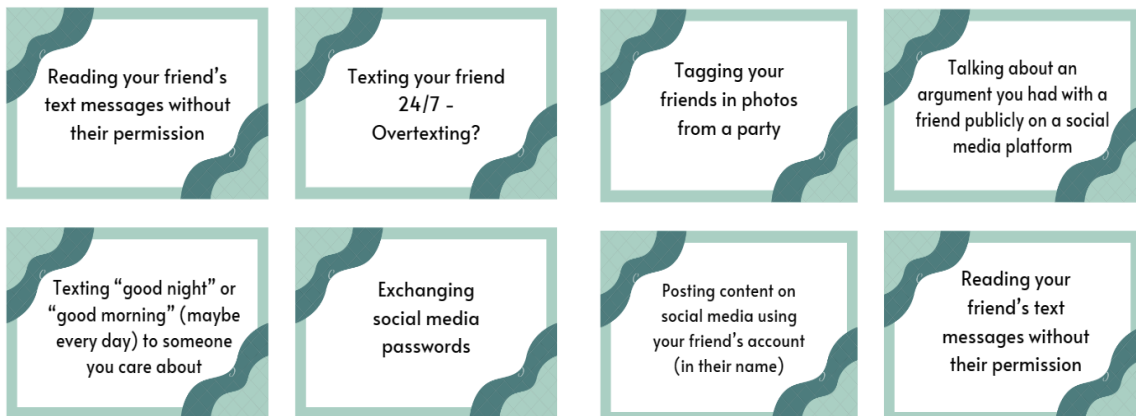 Reading your friend's
text messages without
their permission
Texting your friend
24/7 -
Overtexting?
Tagging your
friends in photos
from a party
Talking about an
argument you had with a
friend publicly on a social
media platform
Texting “good night” or
“good morning” (maybe
every day) to someone
you care about
Exchanging
social media
passwords
Posting content on
social media using
your friend's account
(in their name)
Reading your
friend's text
messages without
their permission